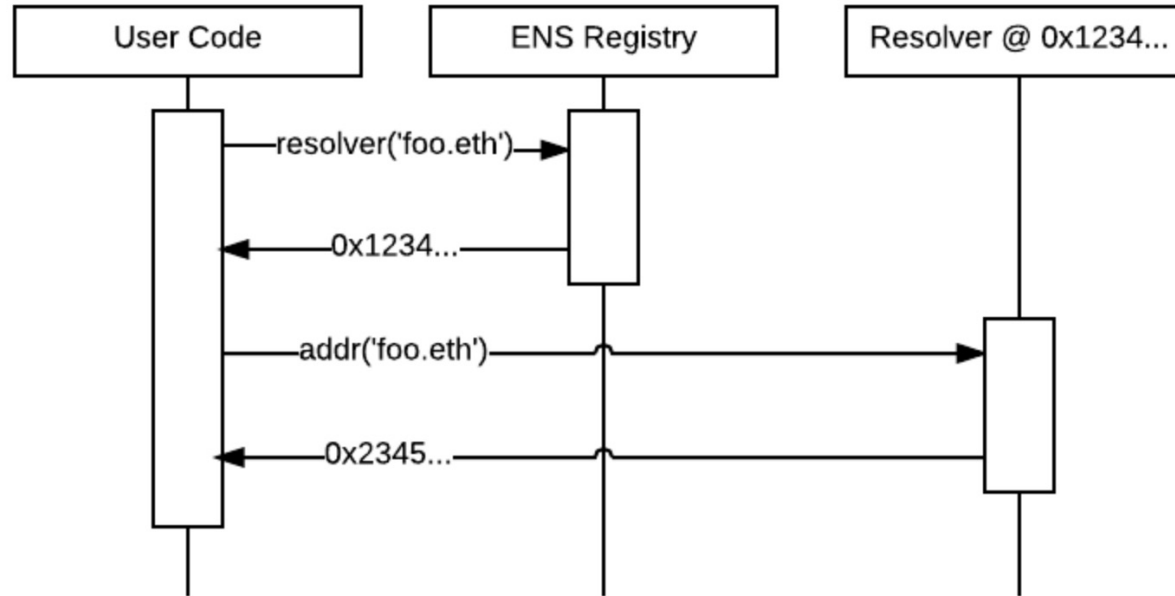 User Code
ENS Registry
Resolver @ 0x1234...
resolver('foo.eth')
0x1234...
addr('foo.eth')
0x2345...